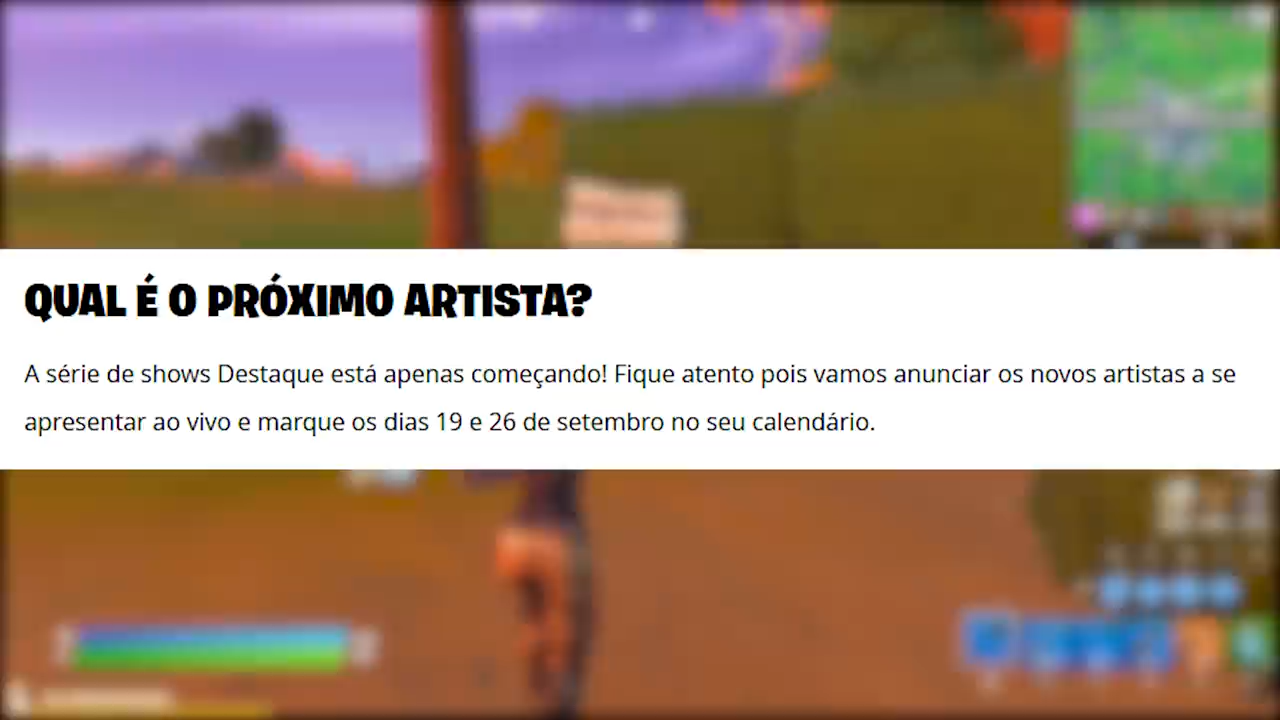 QUAL É O PRÓXIMO ARTISTA?
A série de shows Destaque está apenas começando! Fique atento pois vamos anunciar os novos artistas a se
apresentar ao vivo e marque os dias 19 e 26 de setembro no seu calendário.